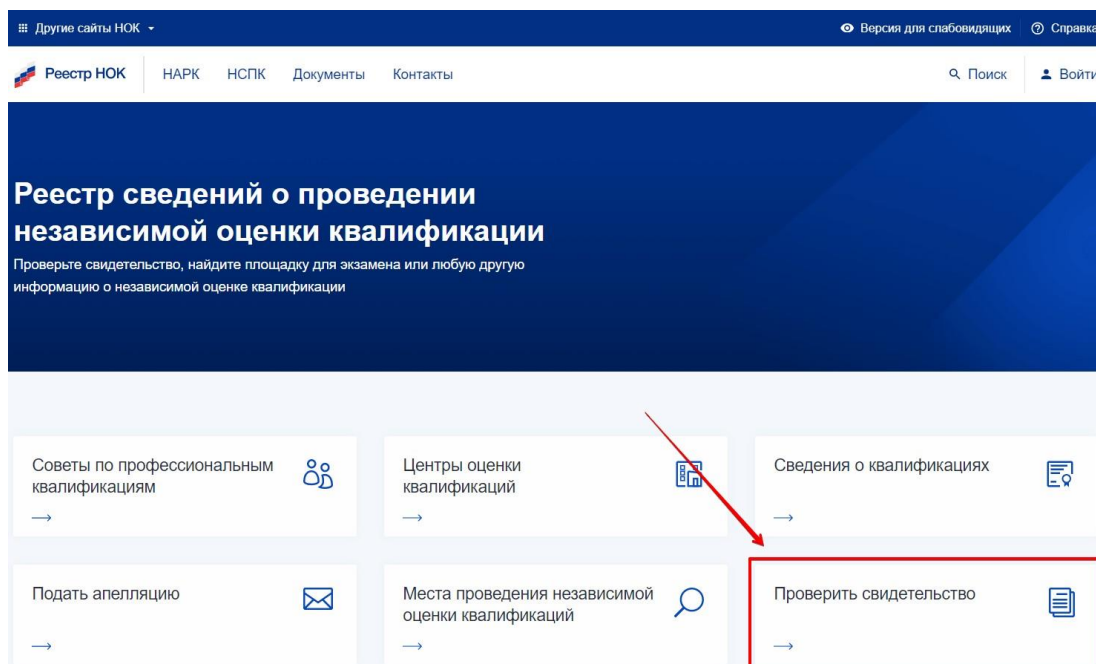 Другие сайты НОК
Версия для слабовидящих
Справка
Реестр НОК
НАРК
НСПК
Документы
Контакты
Поиск
Войти
Реестр сведений о проведении
независимой оценки квалификации
Проверьте свидетельство, найдите площадку для экзамена или любую другую
информацию о независимой оценке квалификации
Советы по профессиональным
квалификациям
Центры оценки
квалификаций
Сведения о квалификациях
Подать апелляцию
Места проведения независимой
оценки квалификаций
Проверить свидетельство